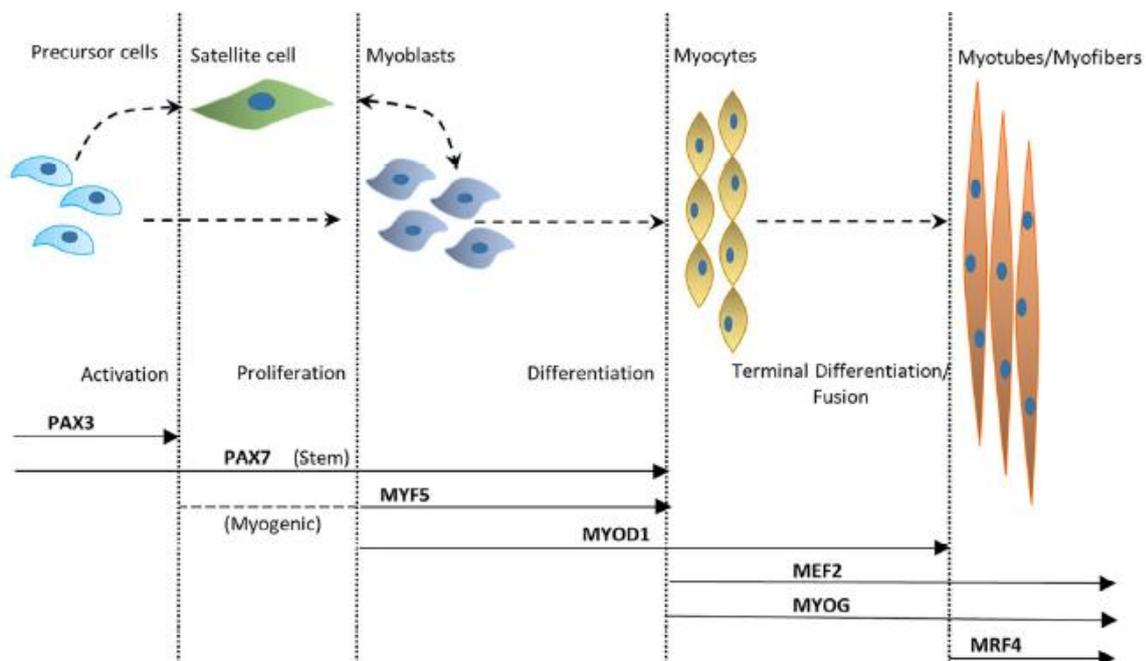 Precursor cells
Satellite cell
Myoblasts
Myocytes
Myotubes/Myofibers
Activation
Proliferation
Differentiation
Terminal Differentiation/
Fusion
PAX3
PAX7 (Stem)
MYF5
(Myogenic)
MYOD1
MEF2
MYOG
MRF4